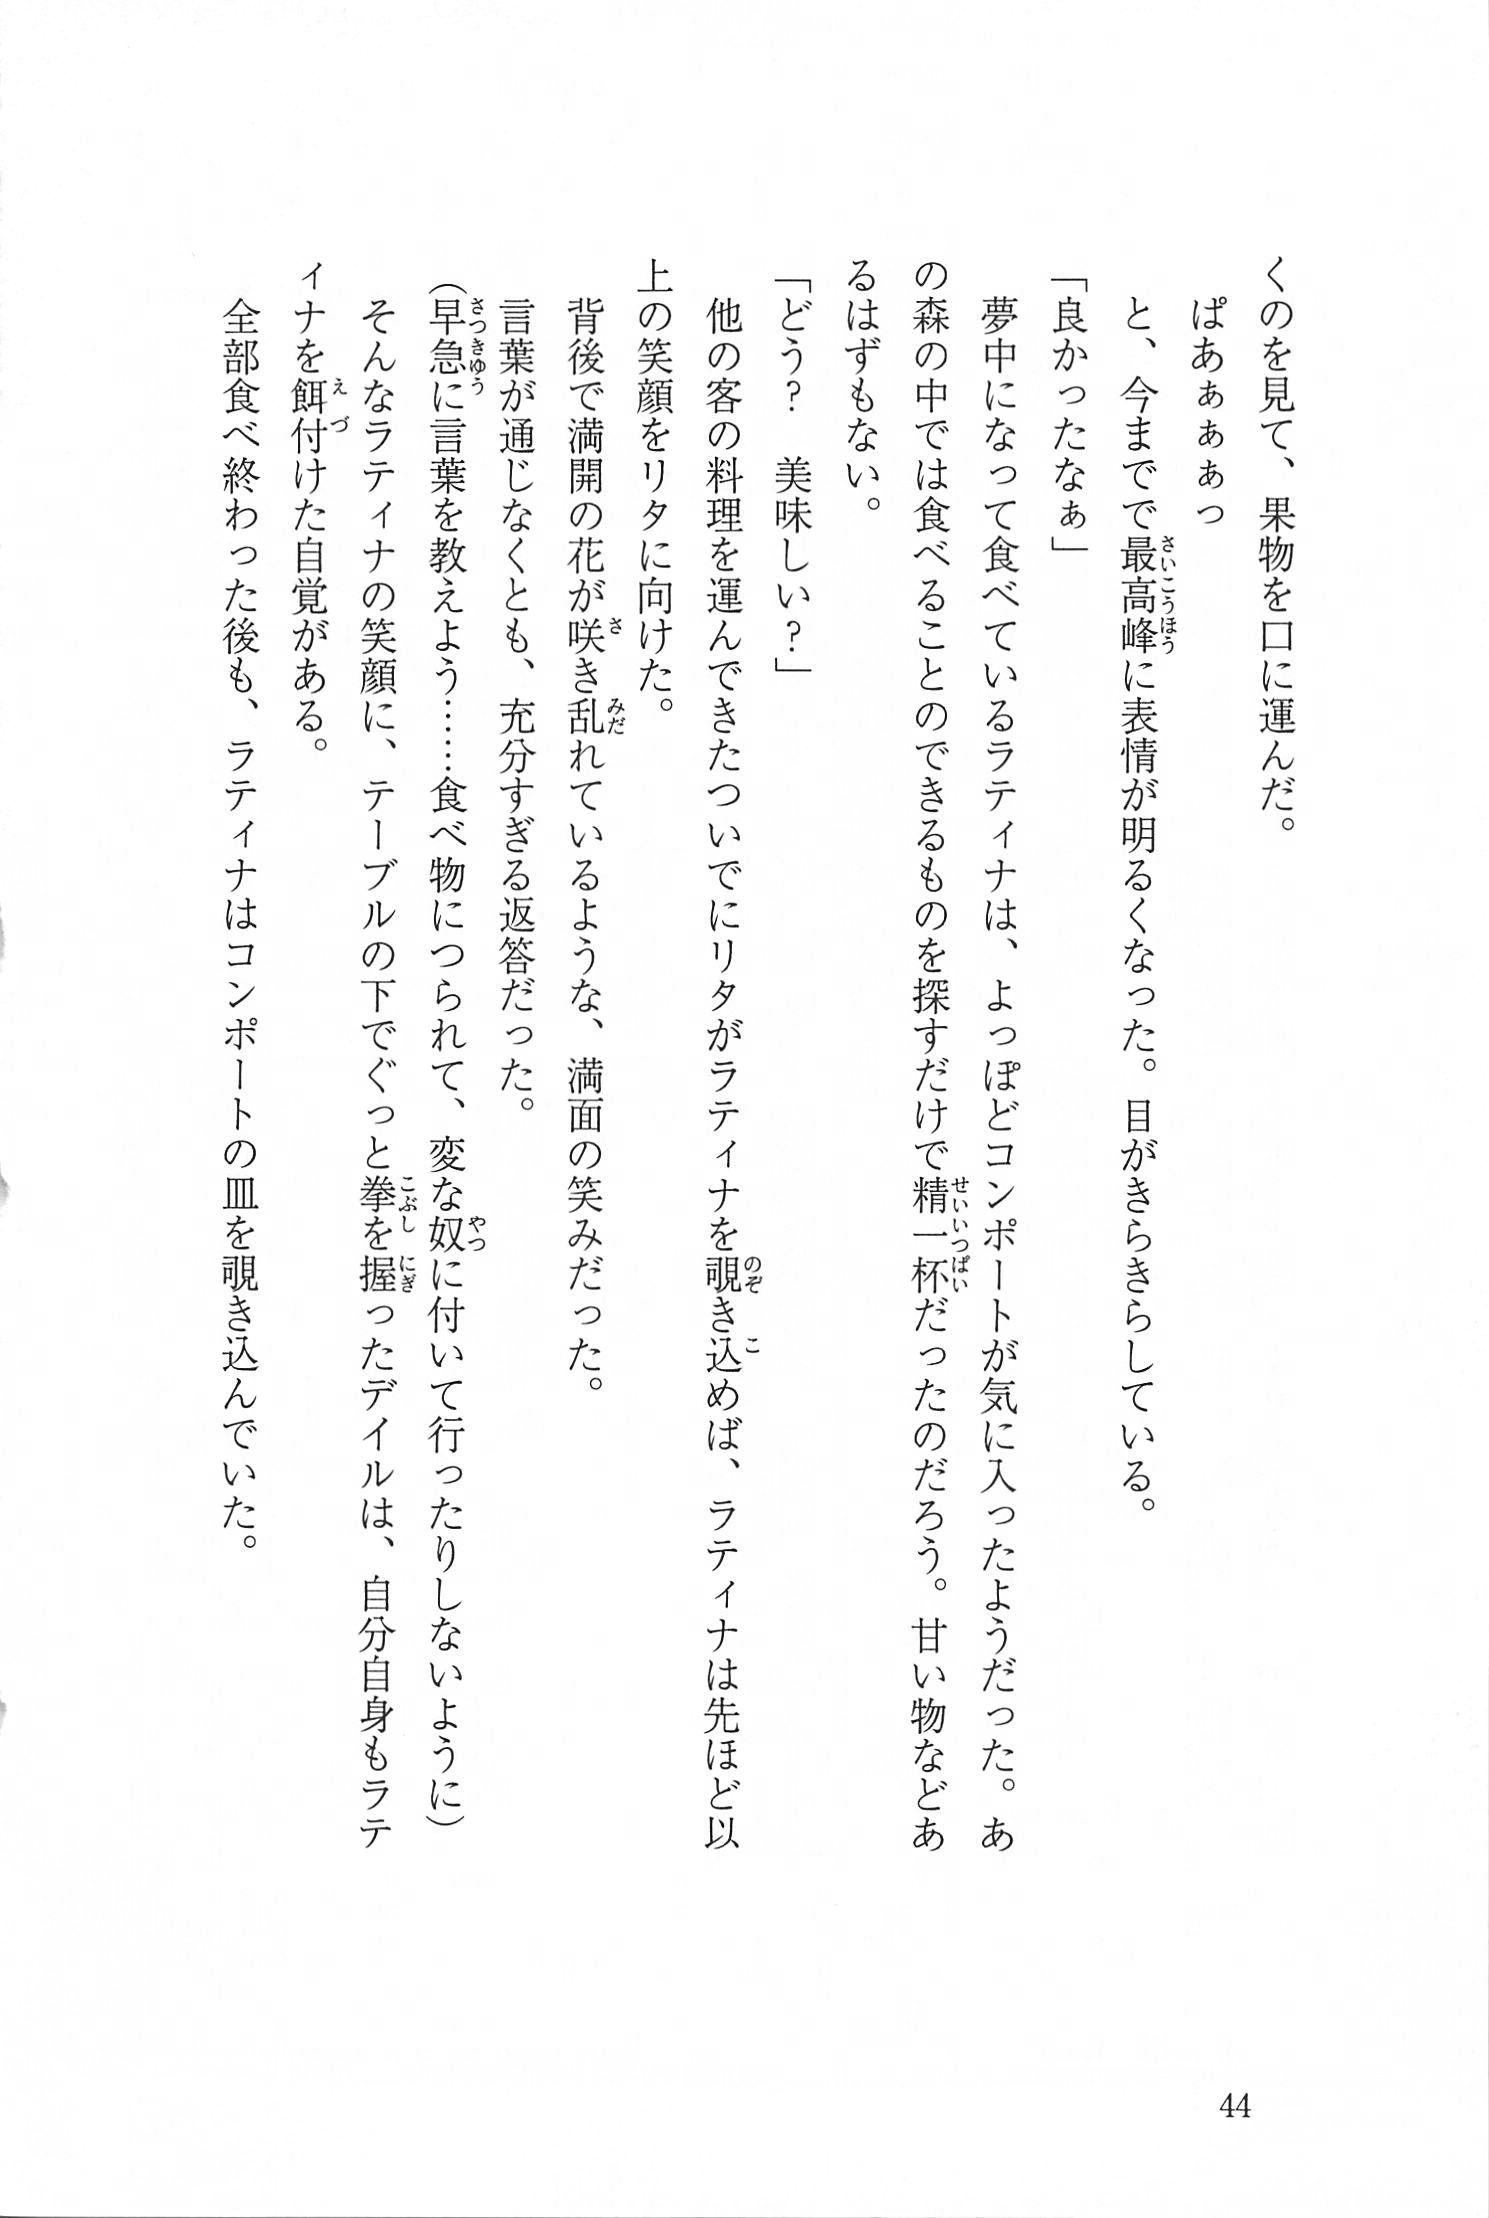 くのを見て、果物を口に運んだ。
ぱあぁぁぁっ
と、今までで最高峰に表情が明るくなった。目がきらきらしている。
「良かったなぁ」
夢中になって食べているラティナは、よっぽどコンポートが気に入ったようだった。あ
の森の中では食べることのできるものを探すだけで精一杯だったのだろう。甘い物などあ
るはずもない。
「どう？　美味しい？」
他の客の料理を運んできたついでにリタがラティナを覗き込めば、ラティナは先ほど以
上の笑顔をリタに向けた。
背後で満開の花が咲き乱れているような、満面の笑みだった。
言葉が通じなくとも、充分すぎる返答だった。
（早急に言葉を教えよう……食べ物につられて、変な奴に付いて行ったりしないように）
そんなラティナの笑顔に、テーブルの下でぐっと拳を握ったデイルは、自分自身もラテ
ィナを餌付けた自覚がある。
全部食べ終わった後も、ラティナはコンポートの皿を覗き込んでいた。
44